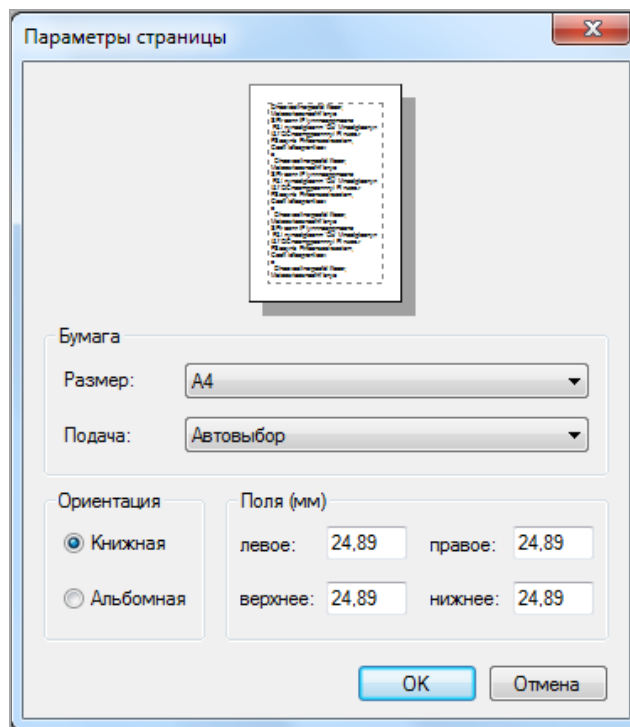 Параметры страницы
Бумага
Размер: A4
Подача: Автовыбор
Ориентация
Книжная
Альбомная
Поля (мм)
левое: 24,89 правое: 24,89
верхнее: 24,89 нижнее: 24,89
OK Отмена